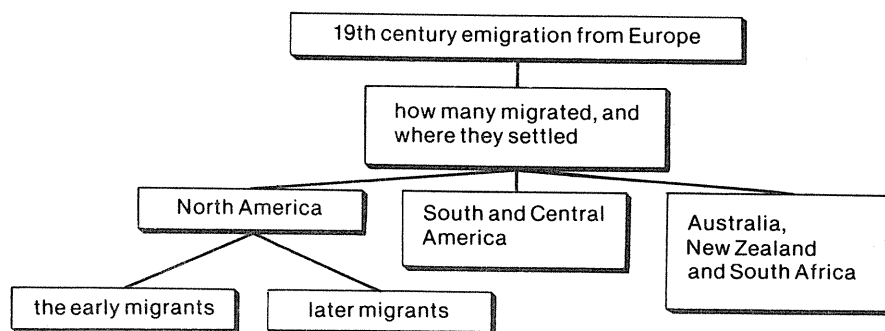 19th century emigration from Europe
how many migrated, and
where they settled
North America
South and Central
America
Australia,
New Zealand
and South Africa
the early migrants
later migrants